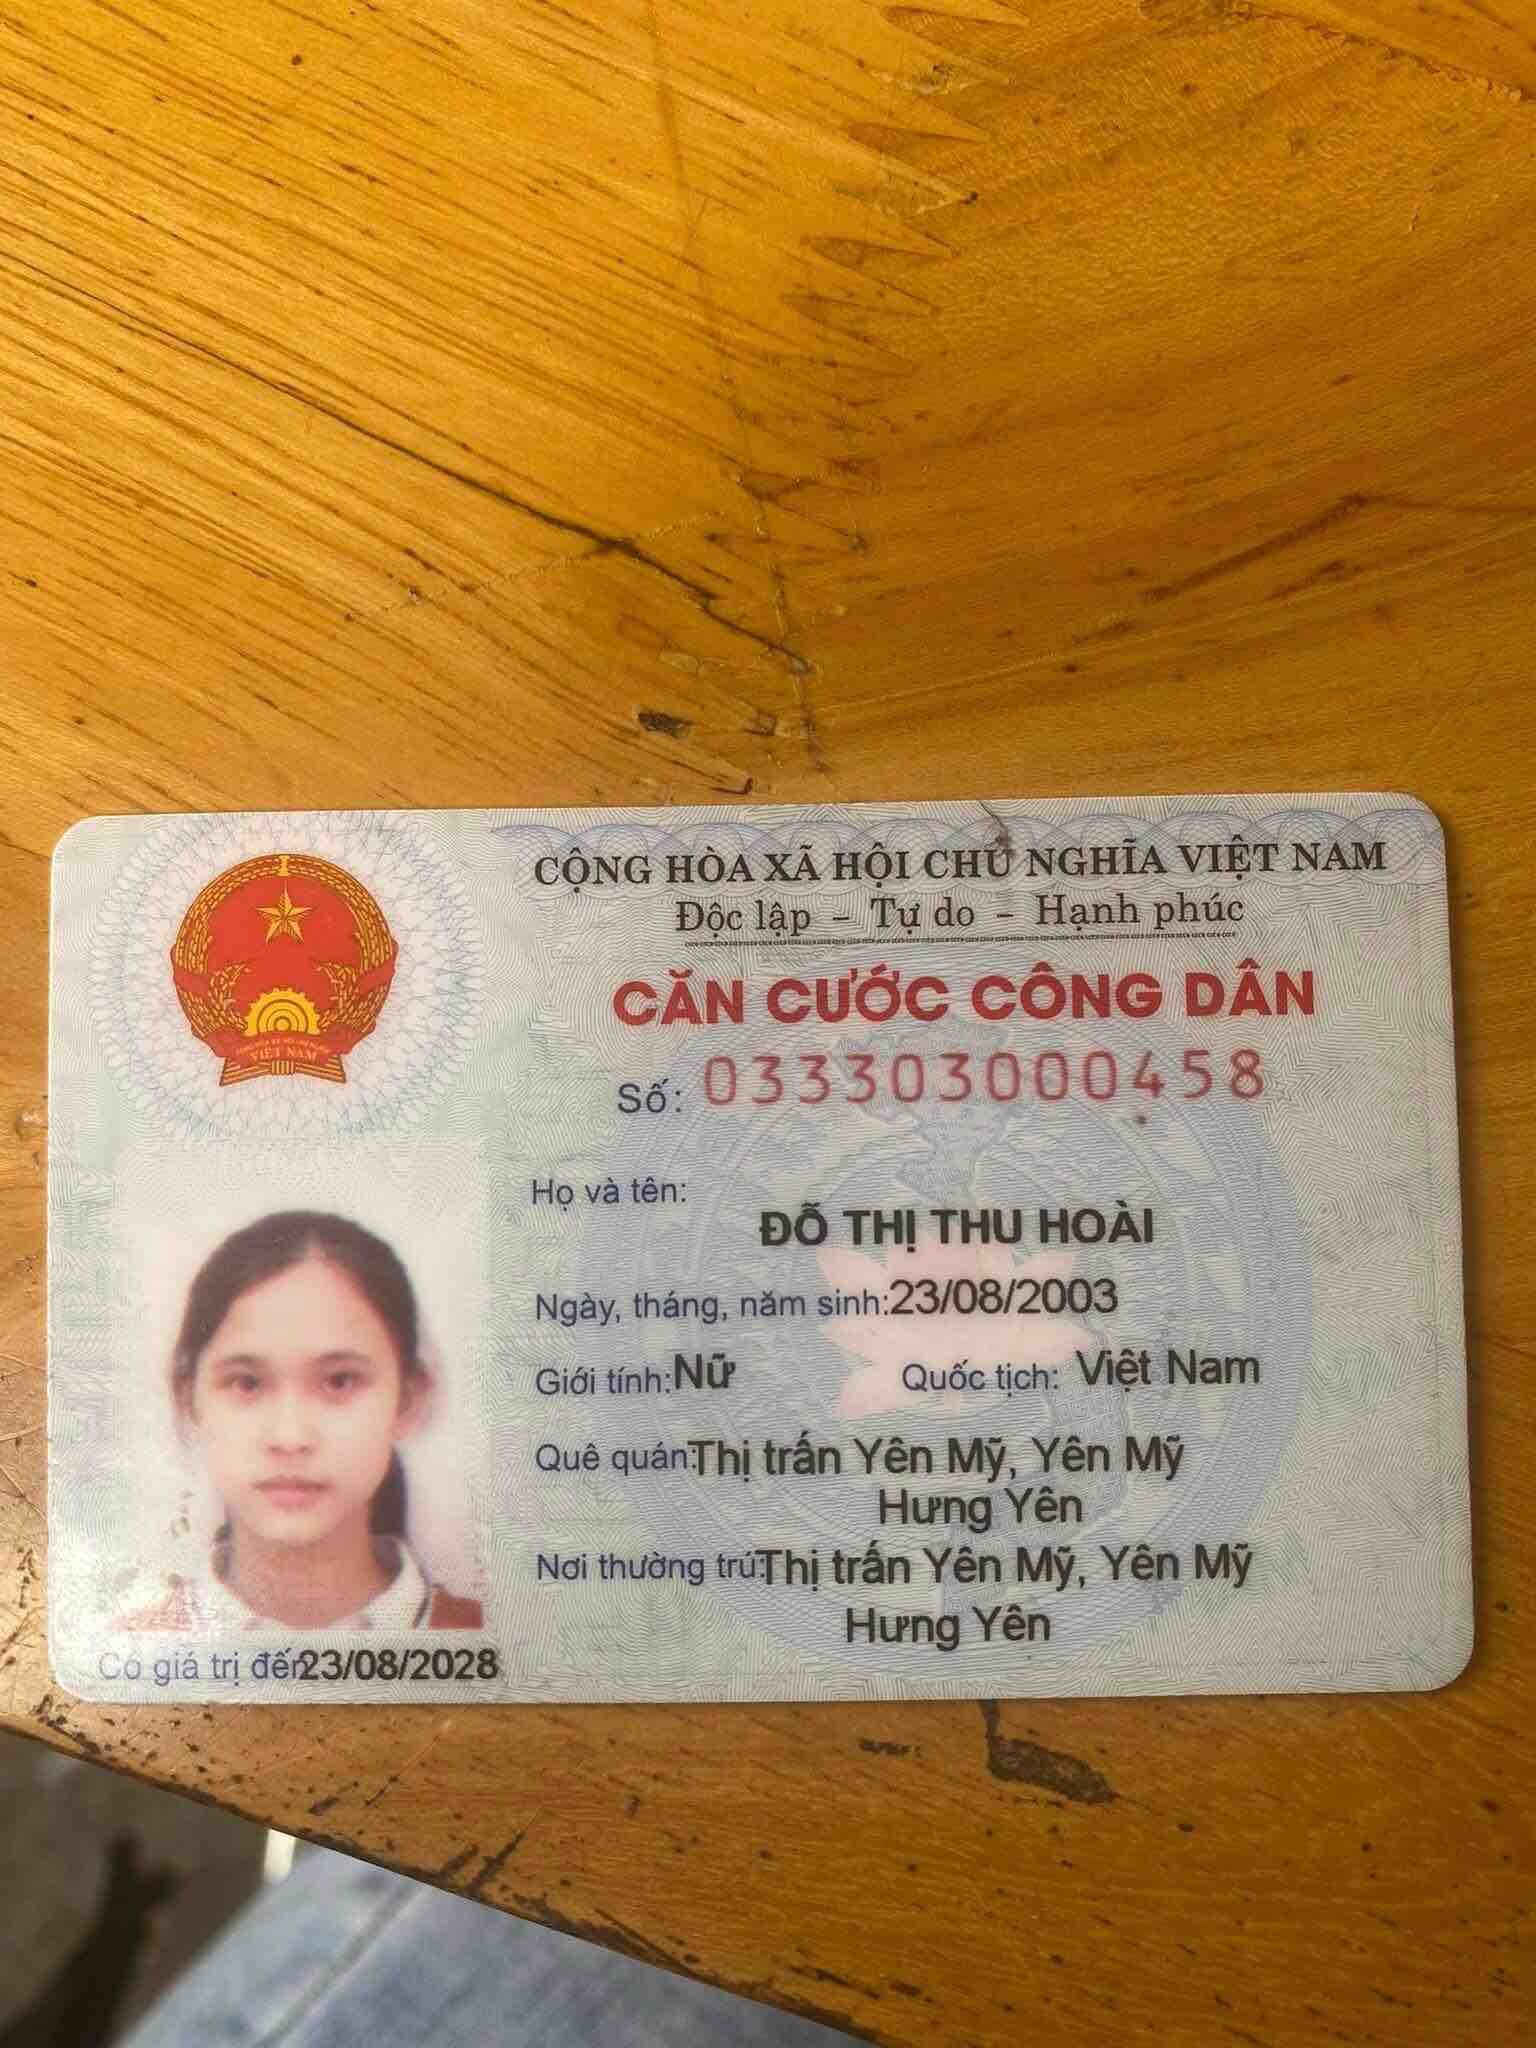 CỘNG HÒA XÃ HỘI CHỦ NGHĨA VIỆT NAM
Độc lập – Tự do – Hạnh phúc
CĂN CƯỚC CÔNG DÂN
Số: 033303000458
Họ và tên:
ĐỖ THỊ THU HOÀI
Ngày, tháng, năm sinh:23/08/2003
Giới tính:Nữ Quốc tịch: Việt Nam
Quê quán:Thị trấn Yên Mỹ, Yên Mỹ
Hưng Yên
Nơi thường trú:Thị trấn Yên Mỹ, Yên Mỹ
Hưng Yên
Có giá trị đến23/08/2028
VIỆT NAM